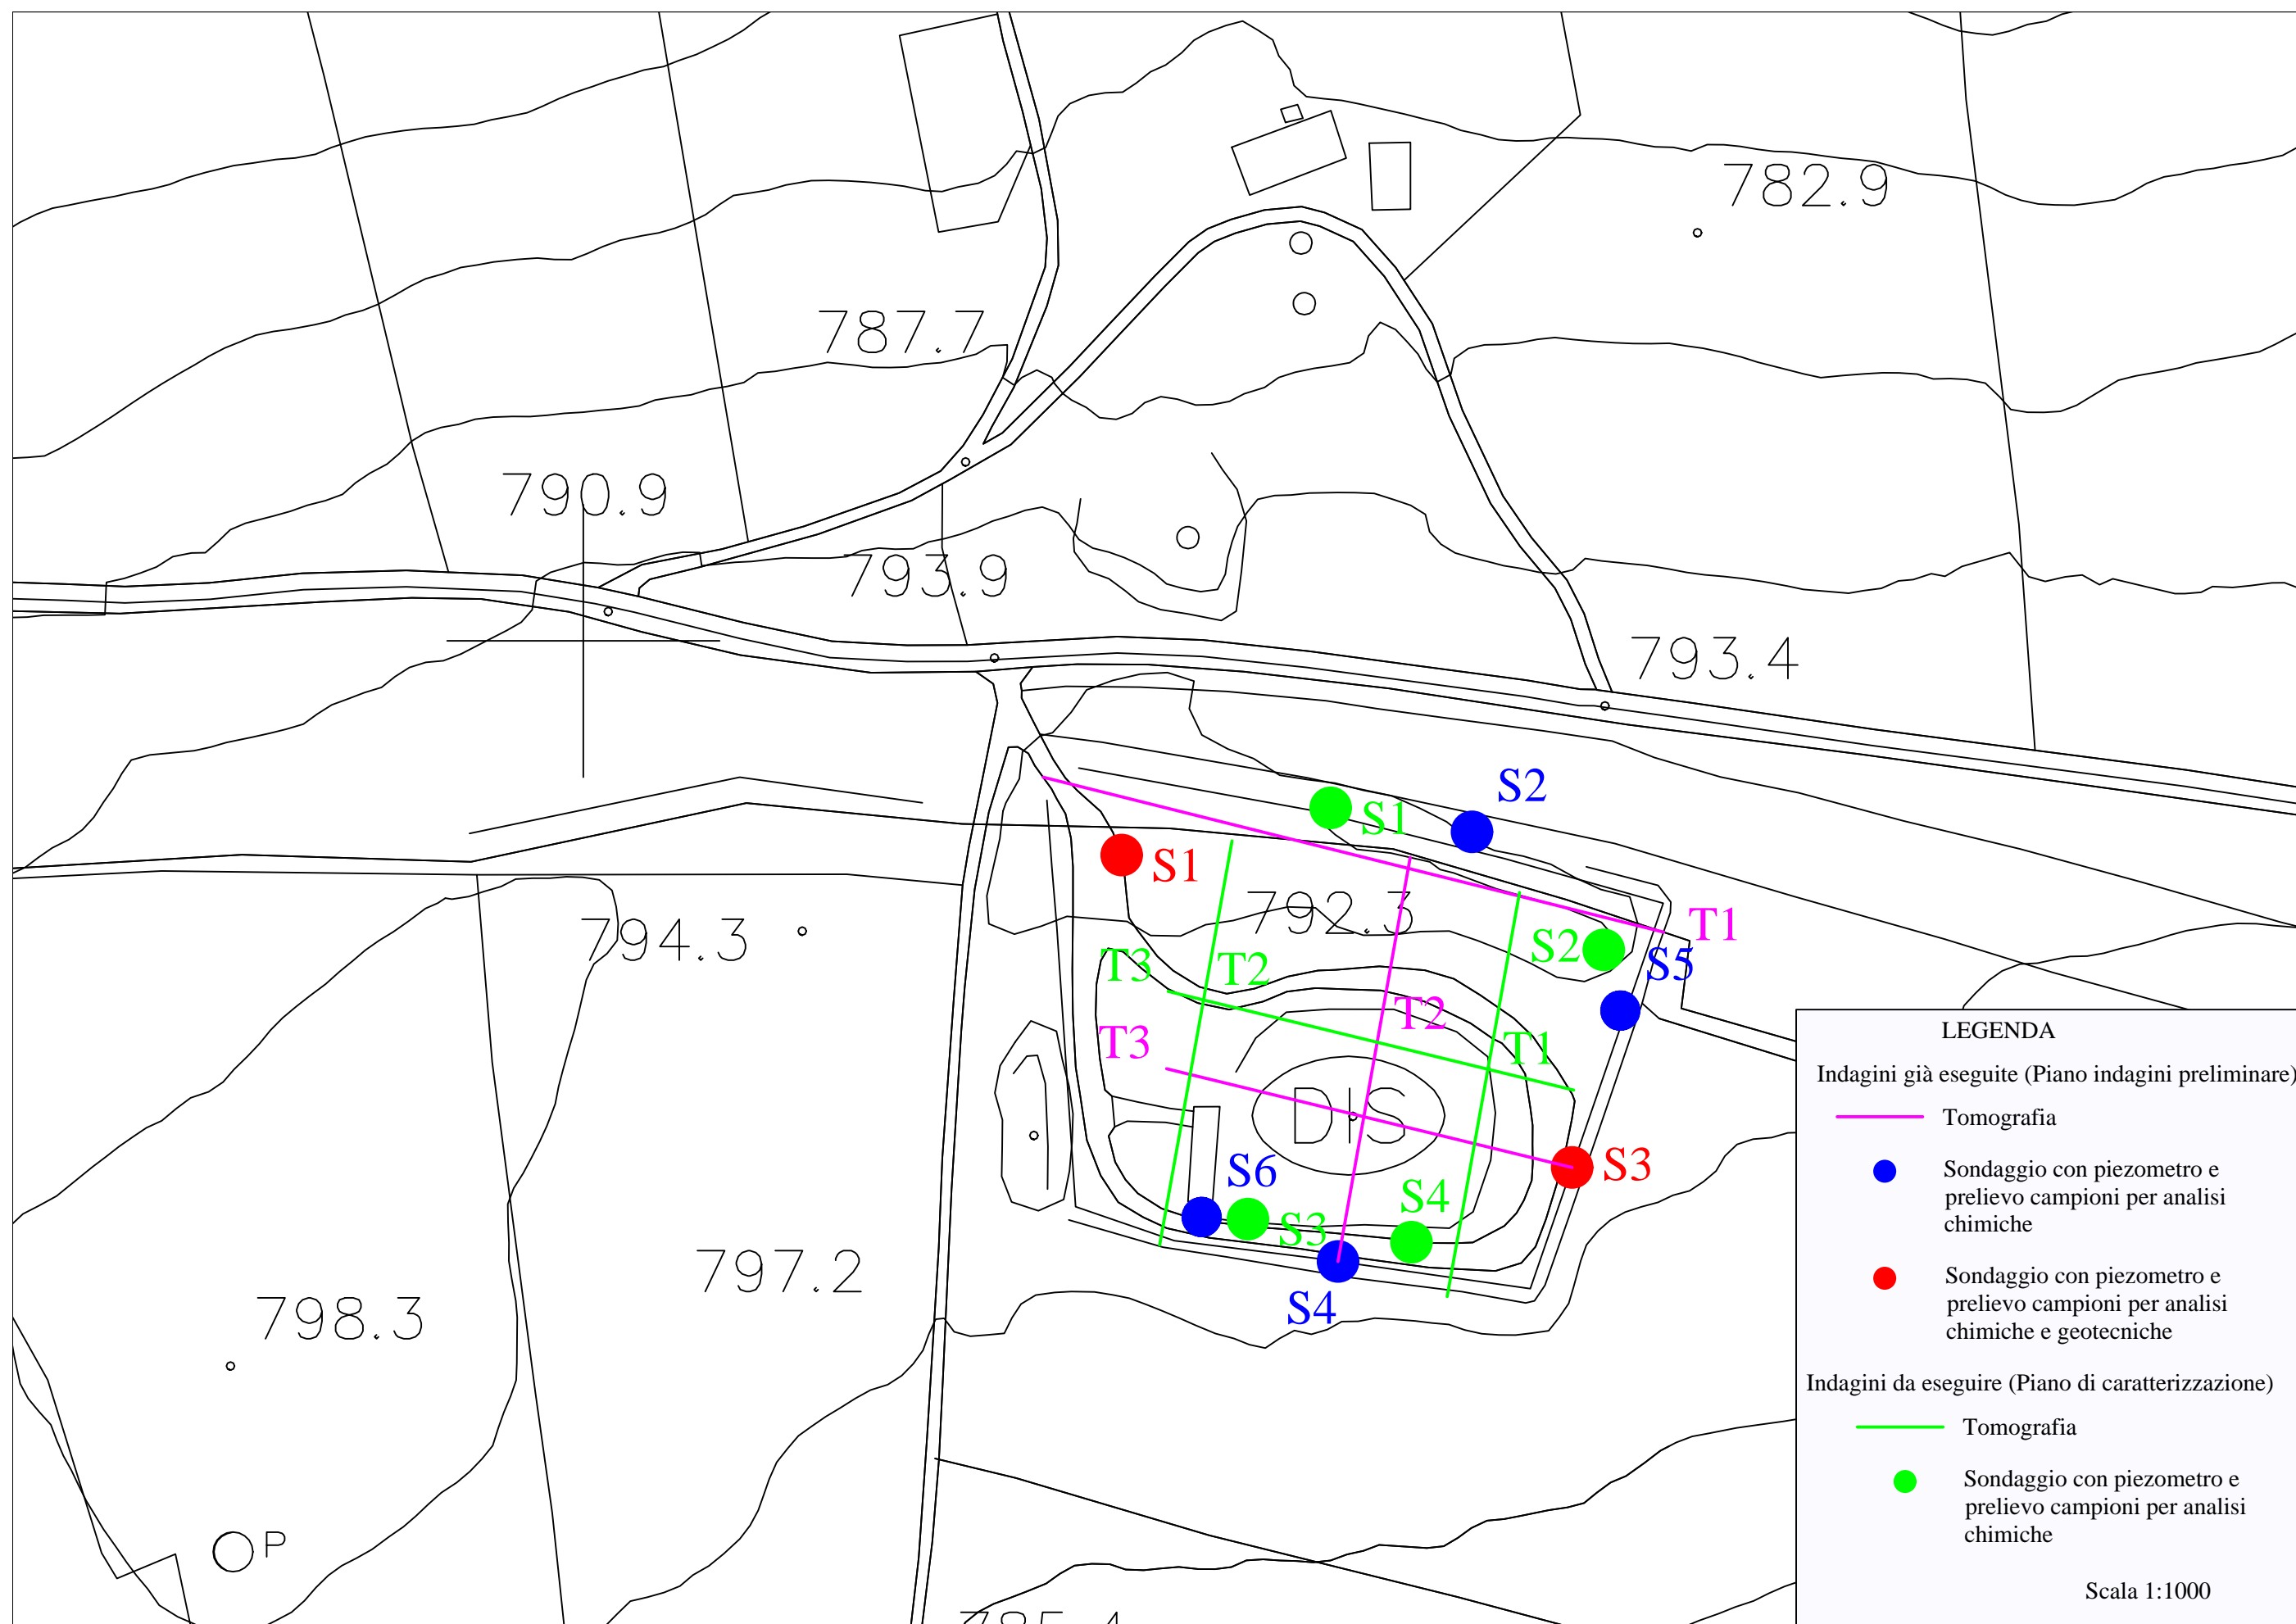 782.9
787.7
790.9
793.9
793.4
S2
S1
S1
792.3
T1
794.3
S2
S5
T3
T2
T2
T3
T1
DIS
S3
S6
S4
S3
797.2
S4
798.3
P
LEGENDA
Indagini già eseguite (Piano indagini preliminare)
Tomografia
Sondaggio con piezometro e
prelievo campioni per analisi
chimiche
Sondaggio con piezometro e
prelievo campioni per analisi
chimiche e geotecniche
Indagini da eseguire (Piano di caratterizzazione)
Tomografia
Sondaggio con piezometro e
prelievo campioni per analisi
chimiche
Scala 1:1000